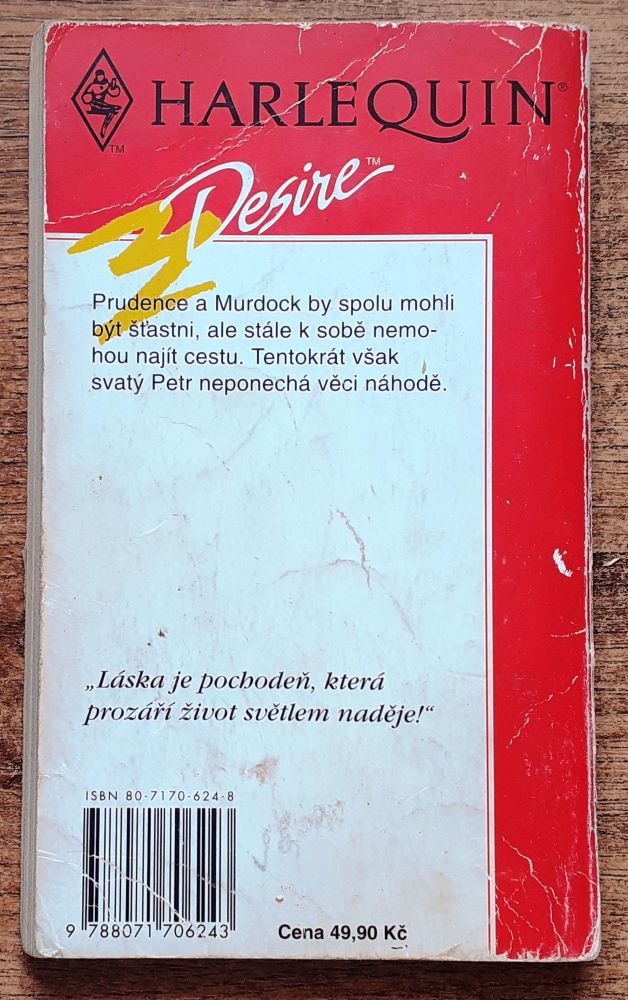 HARLEQUIN®
TM
Desire™
Prudence a Murdock by spolu mohli
být šťastni, ale stále k sobě nemo-
hou najít cestu. Tentokrát však
svatý Petr neponechá věci náhodě.
„Láska je pochodeň, která
prozáří život světlem naděje!“
ISBN 80-7170-624-8
9 788071 706243
Cena 49,90 Kč